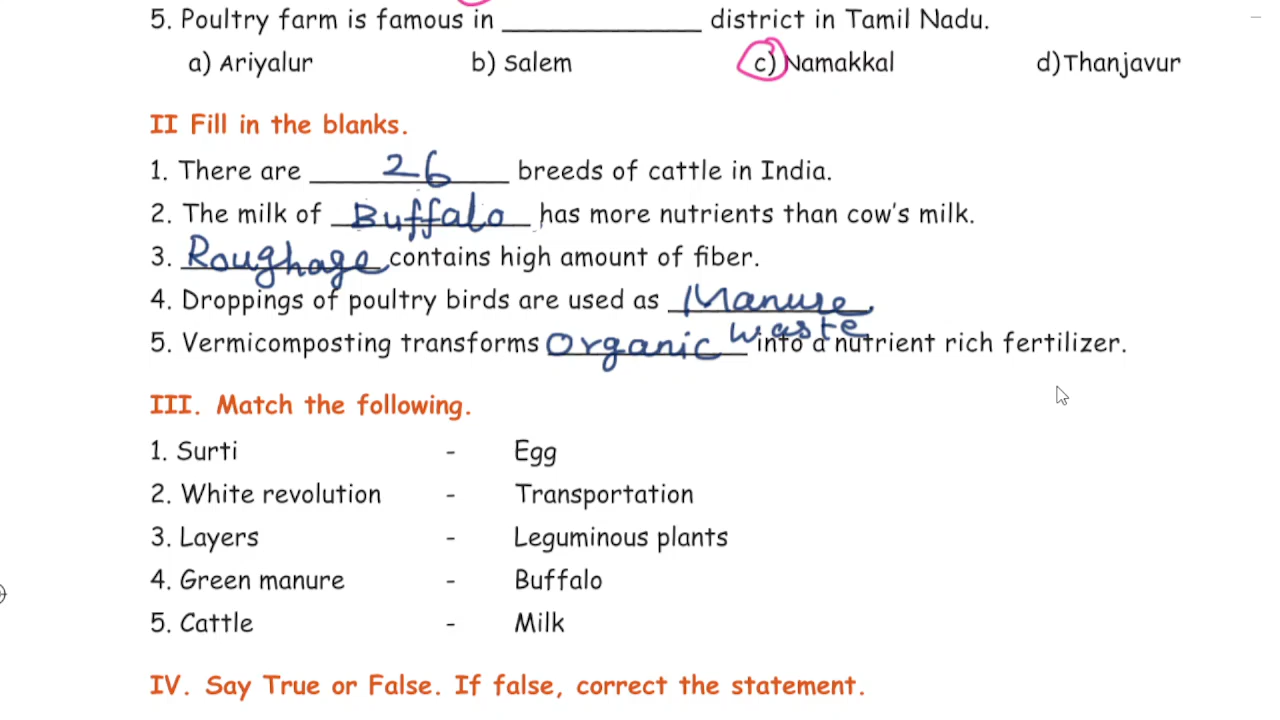 5. Poultry farm is famous in ______________ district in Tamil Nadu.
a) Ariyalur b) Salem c) Namakkal d)Thanjavur
II Fill in the blanks.
1. There are 26 breeds of cattle in India.
2. The milk of Buffalo has more nutrients than cow's milk.
3. Roughage contains high amount of fiber.
4. Droppings of poultry birds are used as Manure.
5. Vermicomposting transforms Organic waste into a nutrient rich fertilizer.
III. Match the following.
1. Surti - Egg
2. White revolution - Transportation
3. Layers - Leguminous plants
4. Green manure - Buffalo
5. Cattle - Milk
IV. Say True or False. If false, correct the statement.